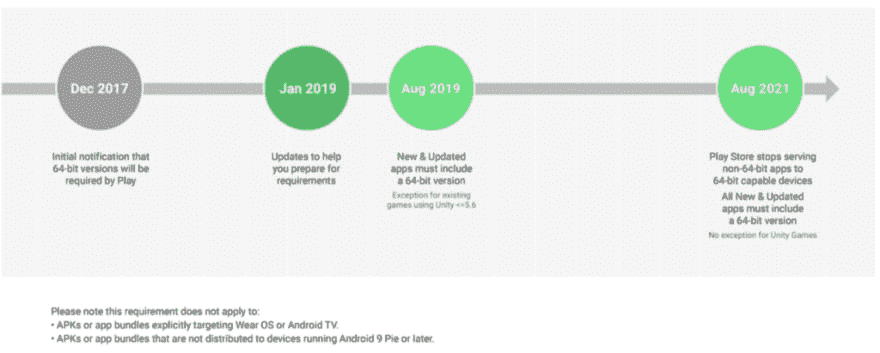 Dec 2017
Jan 2019
Aug 2019
Aug 2021
Initial notification that
64-bit versions will be
required by Play
Updates to help
you prepare for
requirements
New & Updated
apps must include
a 64-bit version
Exception for existing
games using Unity <=5.6
Play Store stops serving
non-64-bit apps to
64-bit capable devices
All New & Updated
apps must include
a 64-bit version
No exception for Unity Games
Please note this requirement does not apply to:
• APKs or app bundles explicitly targeting Wear OS or Android TV.
• APKs or app bundles that are not distributed to devices running Android 9 Pie or later.